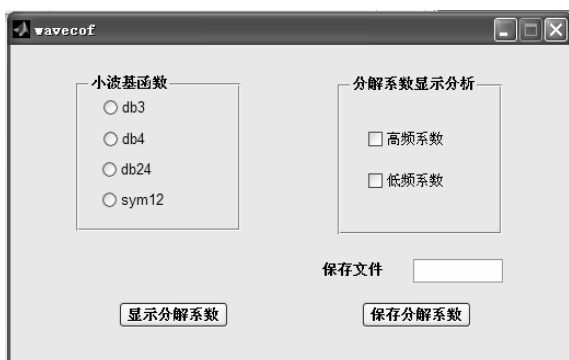 wavecof
小波基函数
db3
db4
db24
sym12
分解系数显示分析
高频系数
低频系数
保存文件
显示分解系数
保存分解系数